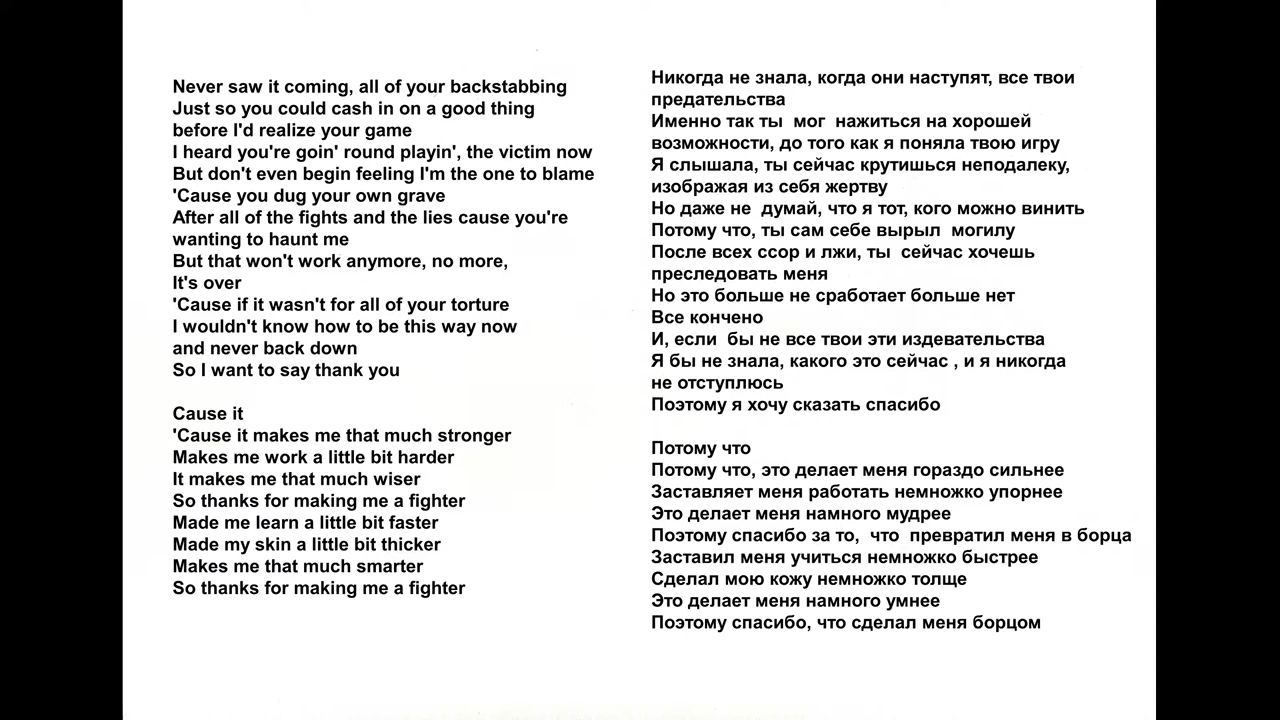 Never saw it coming, all of your backstabbing
Just so you could cash in on a good thing
before I'd realize your game
I heard you're goin' round playin', the victim now
But don't even begin feeling I'm the one to blame
'Cause you dug your own grave
After all of the fights and the lies cause you're
wanting to haunt me
But that won't work anymore, no more,
It's over
'Cause if it wasn't for all of your torture
I wouldn't know how to be this way now
and never back down
So I want to say thank you

Cause it
'Cause it makes me that much stronger
Makes me work a little bit harder
It makes me that much wiser
So thanks for making me a fighter
Made me learn a little bit faster
Made my skin a little bit thicker
Makes me that much smarter
So thanks for making me a fighter

Никогда не знала, когда они наступят, все твои
предательства
Именно так ты мог нажиться на хорошей
возможности, до того как я поняла твою игру
Я слышала, ты сейчас крутишься неподалеку,
изображая из себя жертву
Но даже не думай, что я тот, кого можно винить
Потому что, ты сам себе вырыл могилу
После всех ссор и лжи, ты сейчас хочешь
преследовать меня
Но это больше не сработает больше нет
Все кончено
И, если бы не все твои эти издевательства
Я бы не знала, какого это сейчас , и я никогда
не отступлюсь
Поэтому я хочу сказать спасибо

Потому что
Потому что, это делает меня гораздо сильнее
Заставляет меня работать немножко упорнее
Это делает меня намного мудрее
Поэтому спасибо за то, что превратил меня в борца
Заставил меня учиться немножко быстрее
Сделал мою кожу немножко толще
Это делает меня намного умнее
Поэтому спасибо, что сделал меня борцом